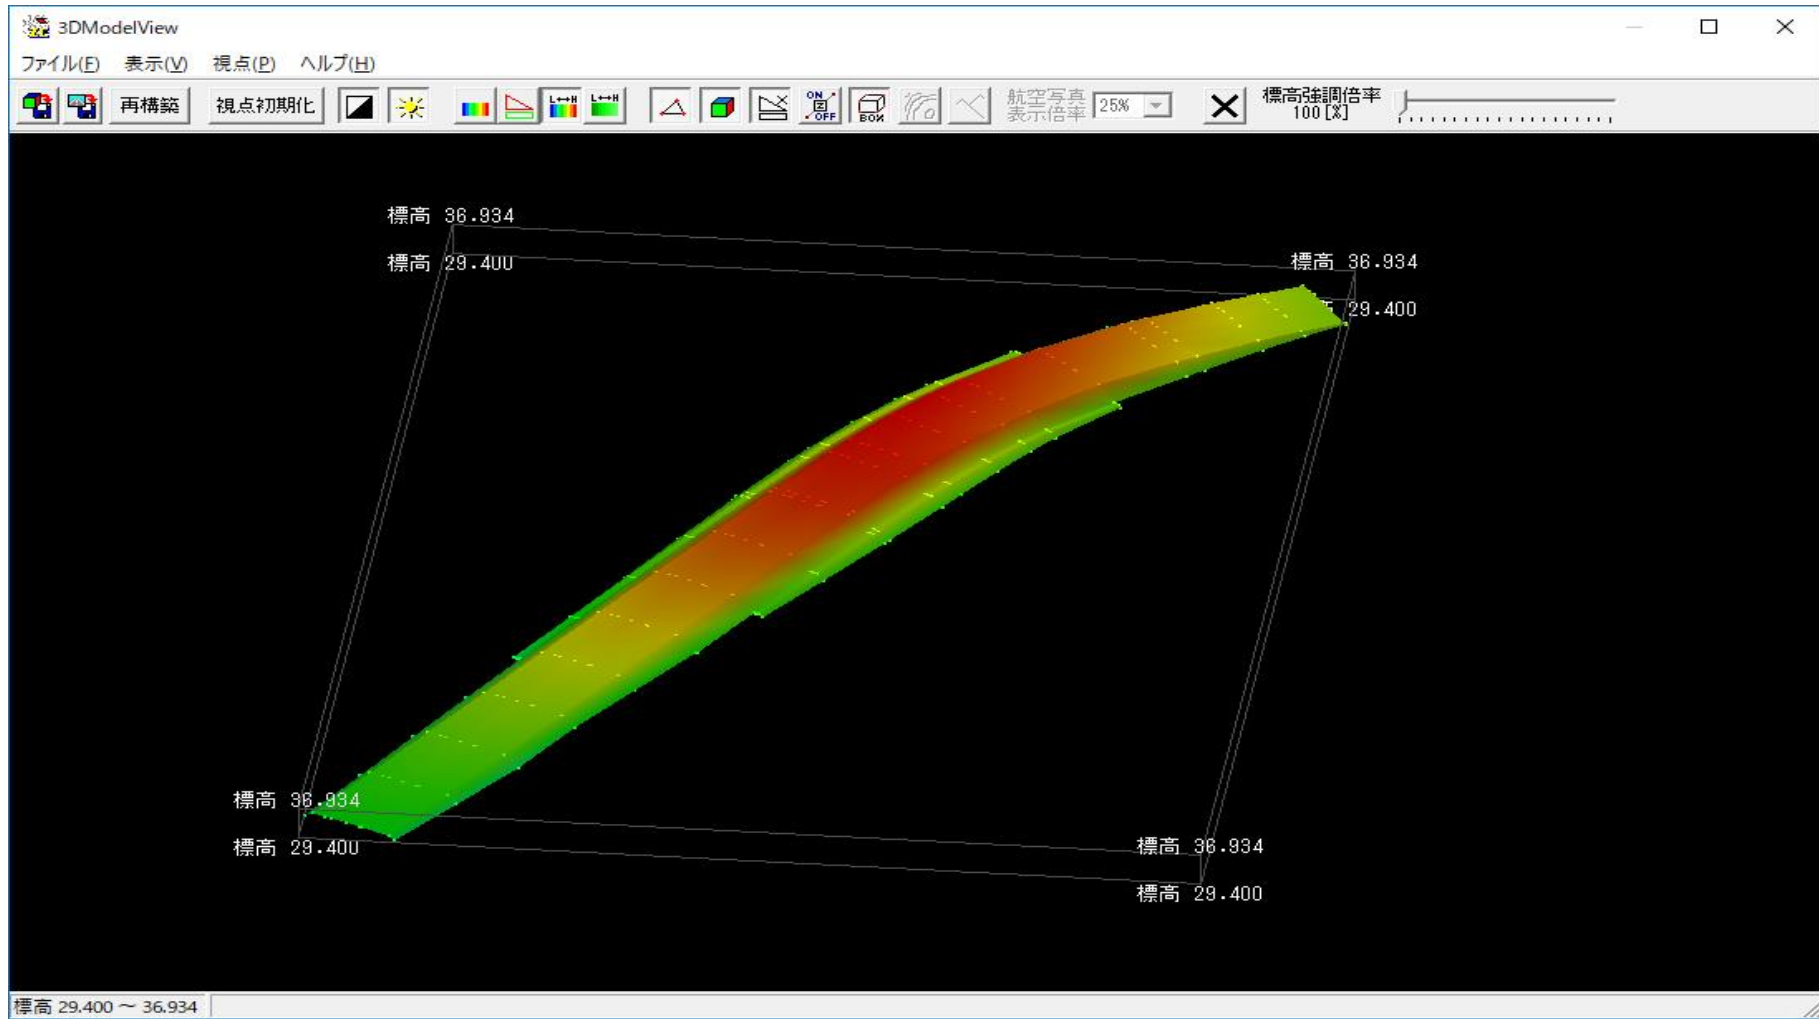 3DModelView
ファイル(F) 表示(V) 視点(P) ヘルプ(H)
再構築 視点初期化 L↔H L↔H ON OFF BOX 航空写真 表示倍率 25% 標高強調倍率 100[%]
標高 36.934
標高 29.400
標高 36.934
29.400
標高 36.934
標高 29.400
標高 36.934
標高 29.400
標高 29.400 ～ 36.934